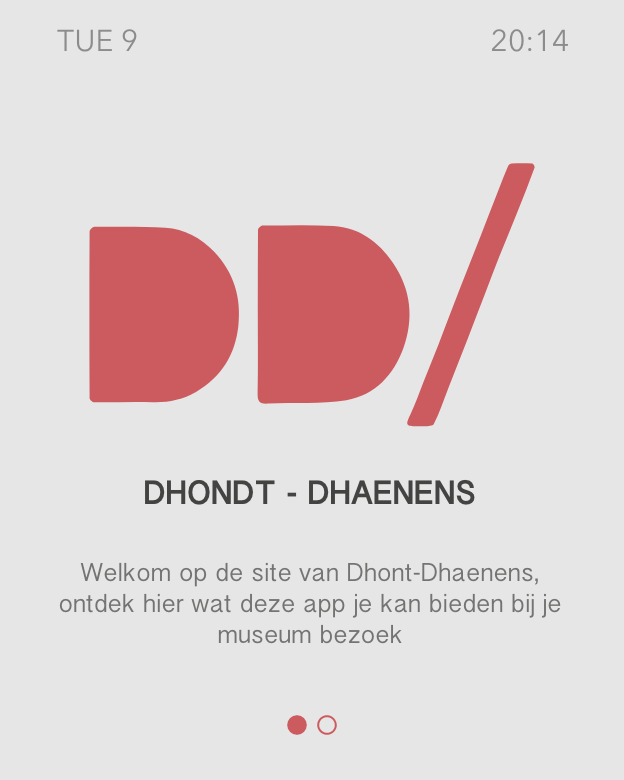 TUE 9
20:14
DD/
DHONDT - DHAENENS
Welkom op de site van Dhont-Dhaenens,
ontdek hier wat deze app je kan bieden bij je
museum bezoek